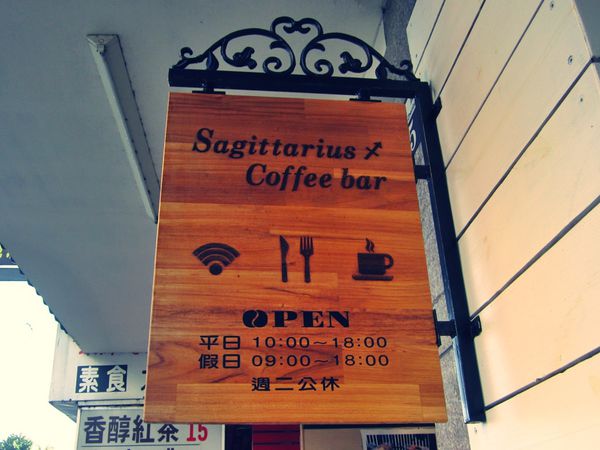 Sagittarius ♐
Coffee bar
OPEN
平日 10:00~18:00
假日 09:00~18:00
週二公休
素食
香醇紅茶 15